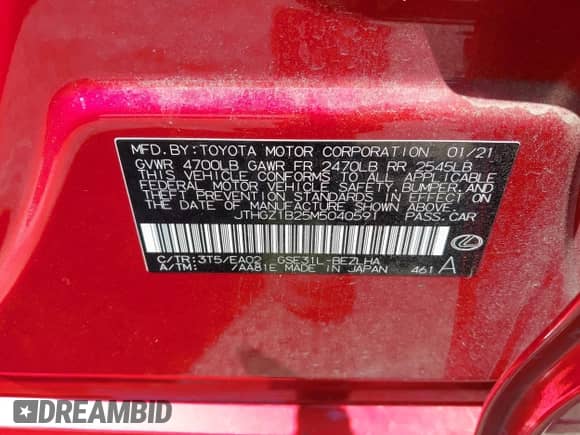 MFD. BY: TOYOTA MOTOR CORPORATION 01/21
GVWR 4700LB GAWR FR 2470LB RR 2545LB
THIS VEHICLE CONFORMS TO ALL APPLICABLE
FEDERAL MOTOR VEHICLE SAFETY, BUMPER, AND
THEFT PREVENTION STANDARDS IN EFFECT ON
THE DATE OF MANUFACTURE SHOWN ABOVE.
JTHGZ1B25M5040591 PASS.CAR
C/TR:3T5/EA02 GSE31L-BEZLHA
A/TM: /AA81E MADE IN JAPAN 461 A
DREAMBID